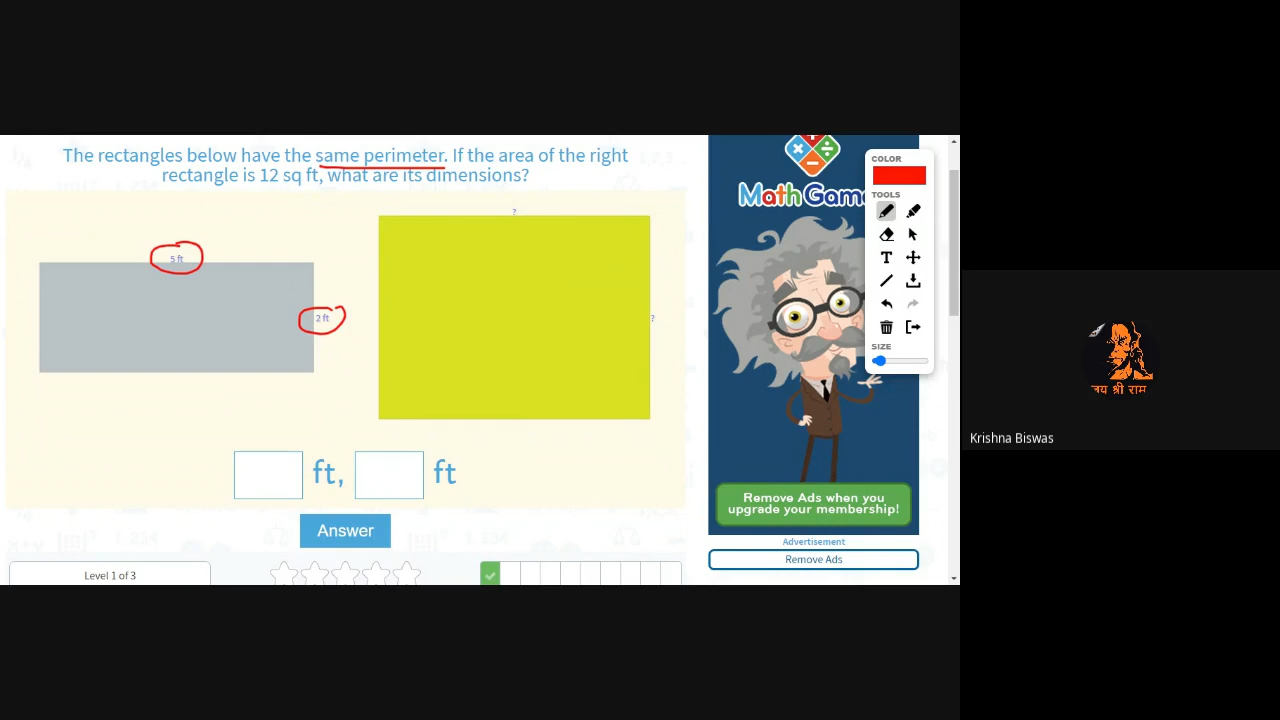 The rectangles below have the same perimeter. If the area of the right
rectangle is 12 sq ft, what are its dimensions?
5 ft
2 ft
?
?
ft,
ft
Answer
Level 1 of 3
Math Game
Remove Ads when you
upgrade your membership!
Advertisement
Remove Ads
COLOR
TOOLS
T
SIZE
जय श्री राम
Krishna Biswas